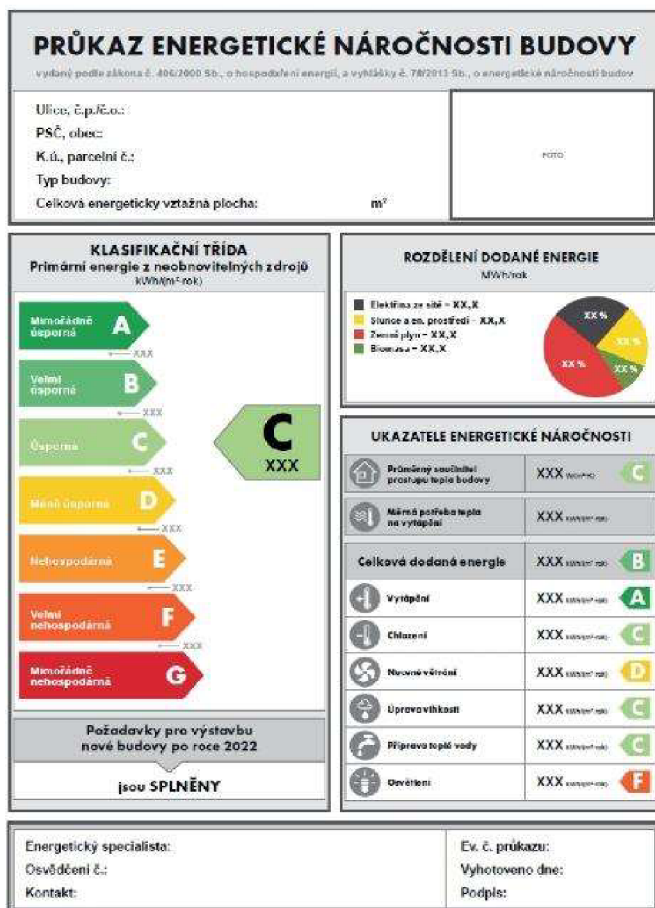 PRŮKAZ ENERGETICKÉ NÁROČNOSTI BUDOVY
vydaný podle zákona č. 406/2000 Sb., o hospodaření energií, a vyhlášky č. 78/2013 Sb., o energetické náročnosti budov
Ulice, č.p./č.o.:
PSČ, obec:
K.ú., parcelní č.:
Typ budovy:
Celková energeticky vztažná plocha: m²
FOTO
KLASIFIKAČNÍ TŘÍDA
Primární energie z neobnovitelných zdrojů
kWh/(m²·rok)
Mimořádně úsporná A
XXX
Velmi úsporná B
XXX
Úsporná C
XXX
Méně úsporná D
XXX
Nehospodárná E
XXX
Velmi nehospodárná F
XXX
Mimořádně nehospodárná G
C
XXX
Požadavky pro výstavbu
nové budovy po roce 2022
jsou SPLNĚNY
ROZDĚLENÍ DODANÉ ENERGIE
MWh/rok
Elektřina ze sítě – XX,X
Slunce a en. prostředí – XX,X
Zemní plyn – XX,X
Biomasa – XX,X
XX %
XX %
XX %
XX %
UKAZATELE ENERGETICKÉ NÁROČNOSTI
Průměrný součinitel
prostupu tepla budovy XXX C
Měrná potřeba tepla
na vytápění XXX
Celková dodaná energie XXX B
Vytápění XXX A
Chlazení XXX C
Nucené větrání XXX D
Úprava vlhkosti XXX C
Příprava teplé vody XXX C
Osvětlení XXX F
Energetický specialista:
Osvědčení č.:
Kontakt:
Ev. č. průkazu:
Vyhotoveno dne:
Podpis: